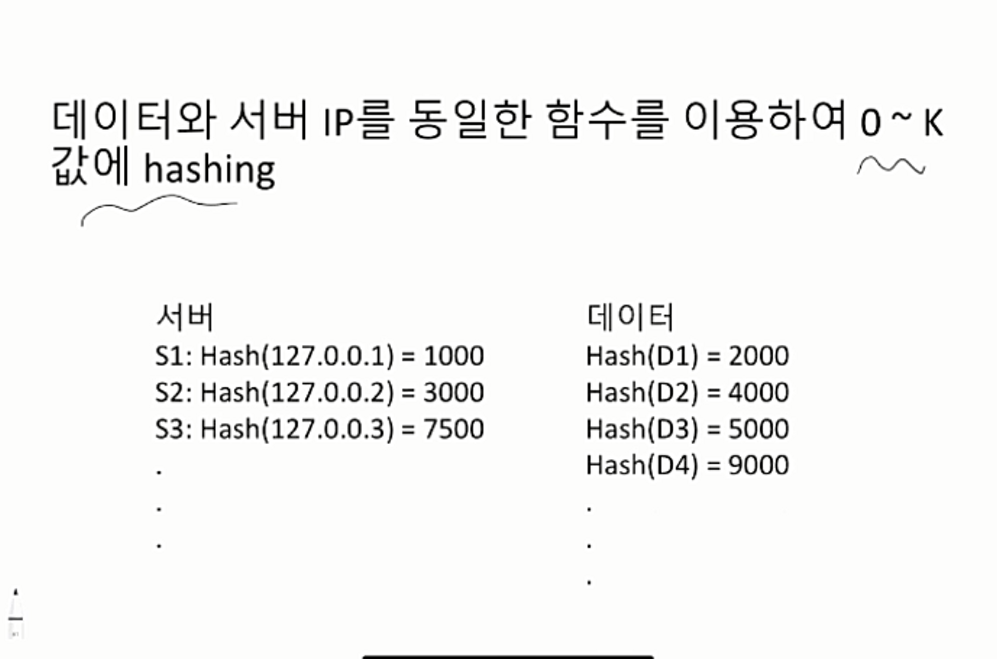 데이터와 서버 IP를 동일한 함수를 이용하여 0 ~ K
값에 hashing
서버
S1: Hash(127.0.0.1) = 1000
S2: Hash(127.0.0.2) = 3000
S3: Hash(127.0.0.3) = 7500
.
.
.
데이터
Hash(D1) = 2000
Hash(D2) = 4000
Hash(D3) = 5000
Hash(D4) = 9000
.
.
.